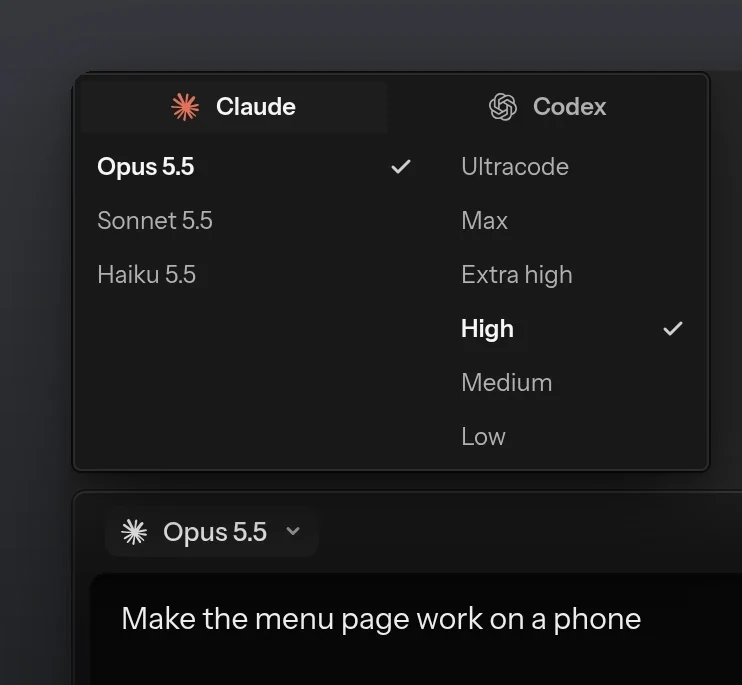 Claude
Codex
Opus 5.5
Ultracode
Sonnet 5.5
Max
Haiku 5.5
Extra high
High
Medium
Low
Opus 5.5
Make the menu page work on a phone